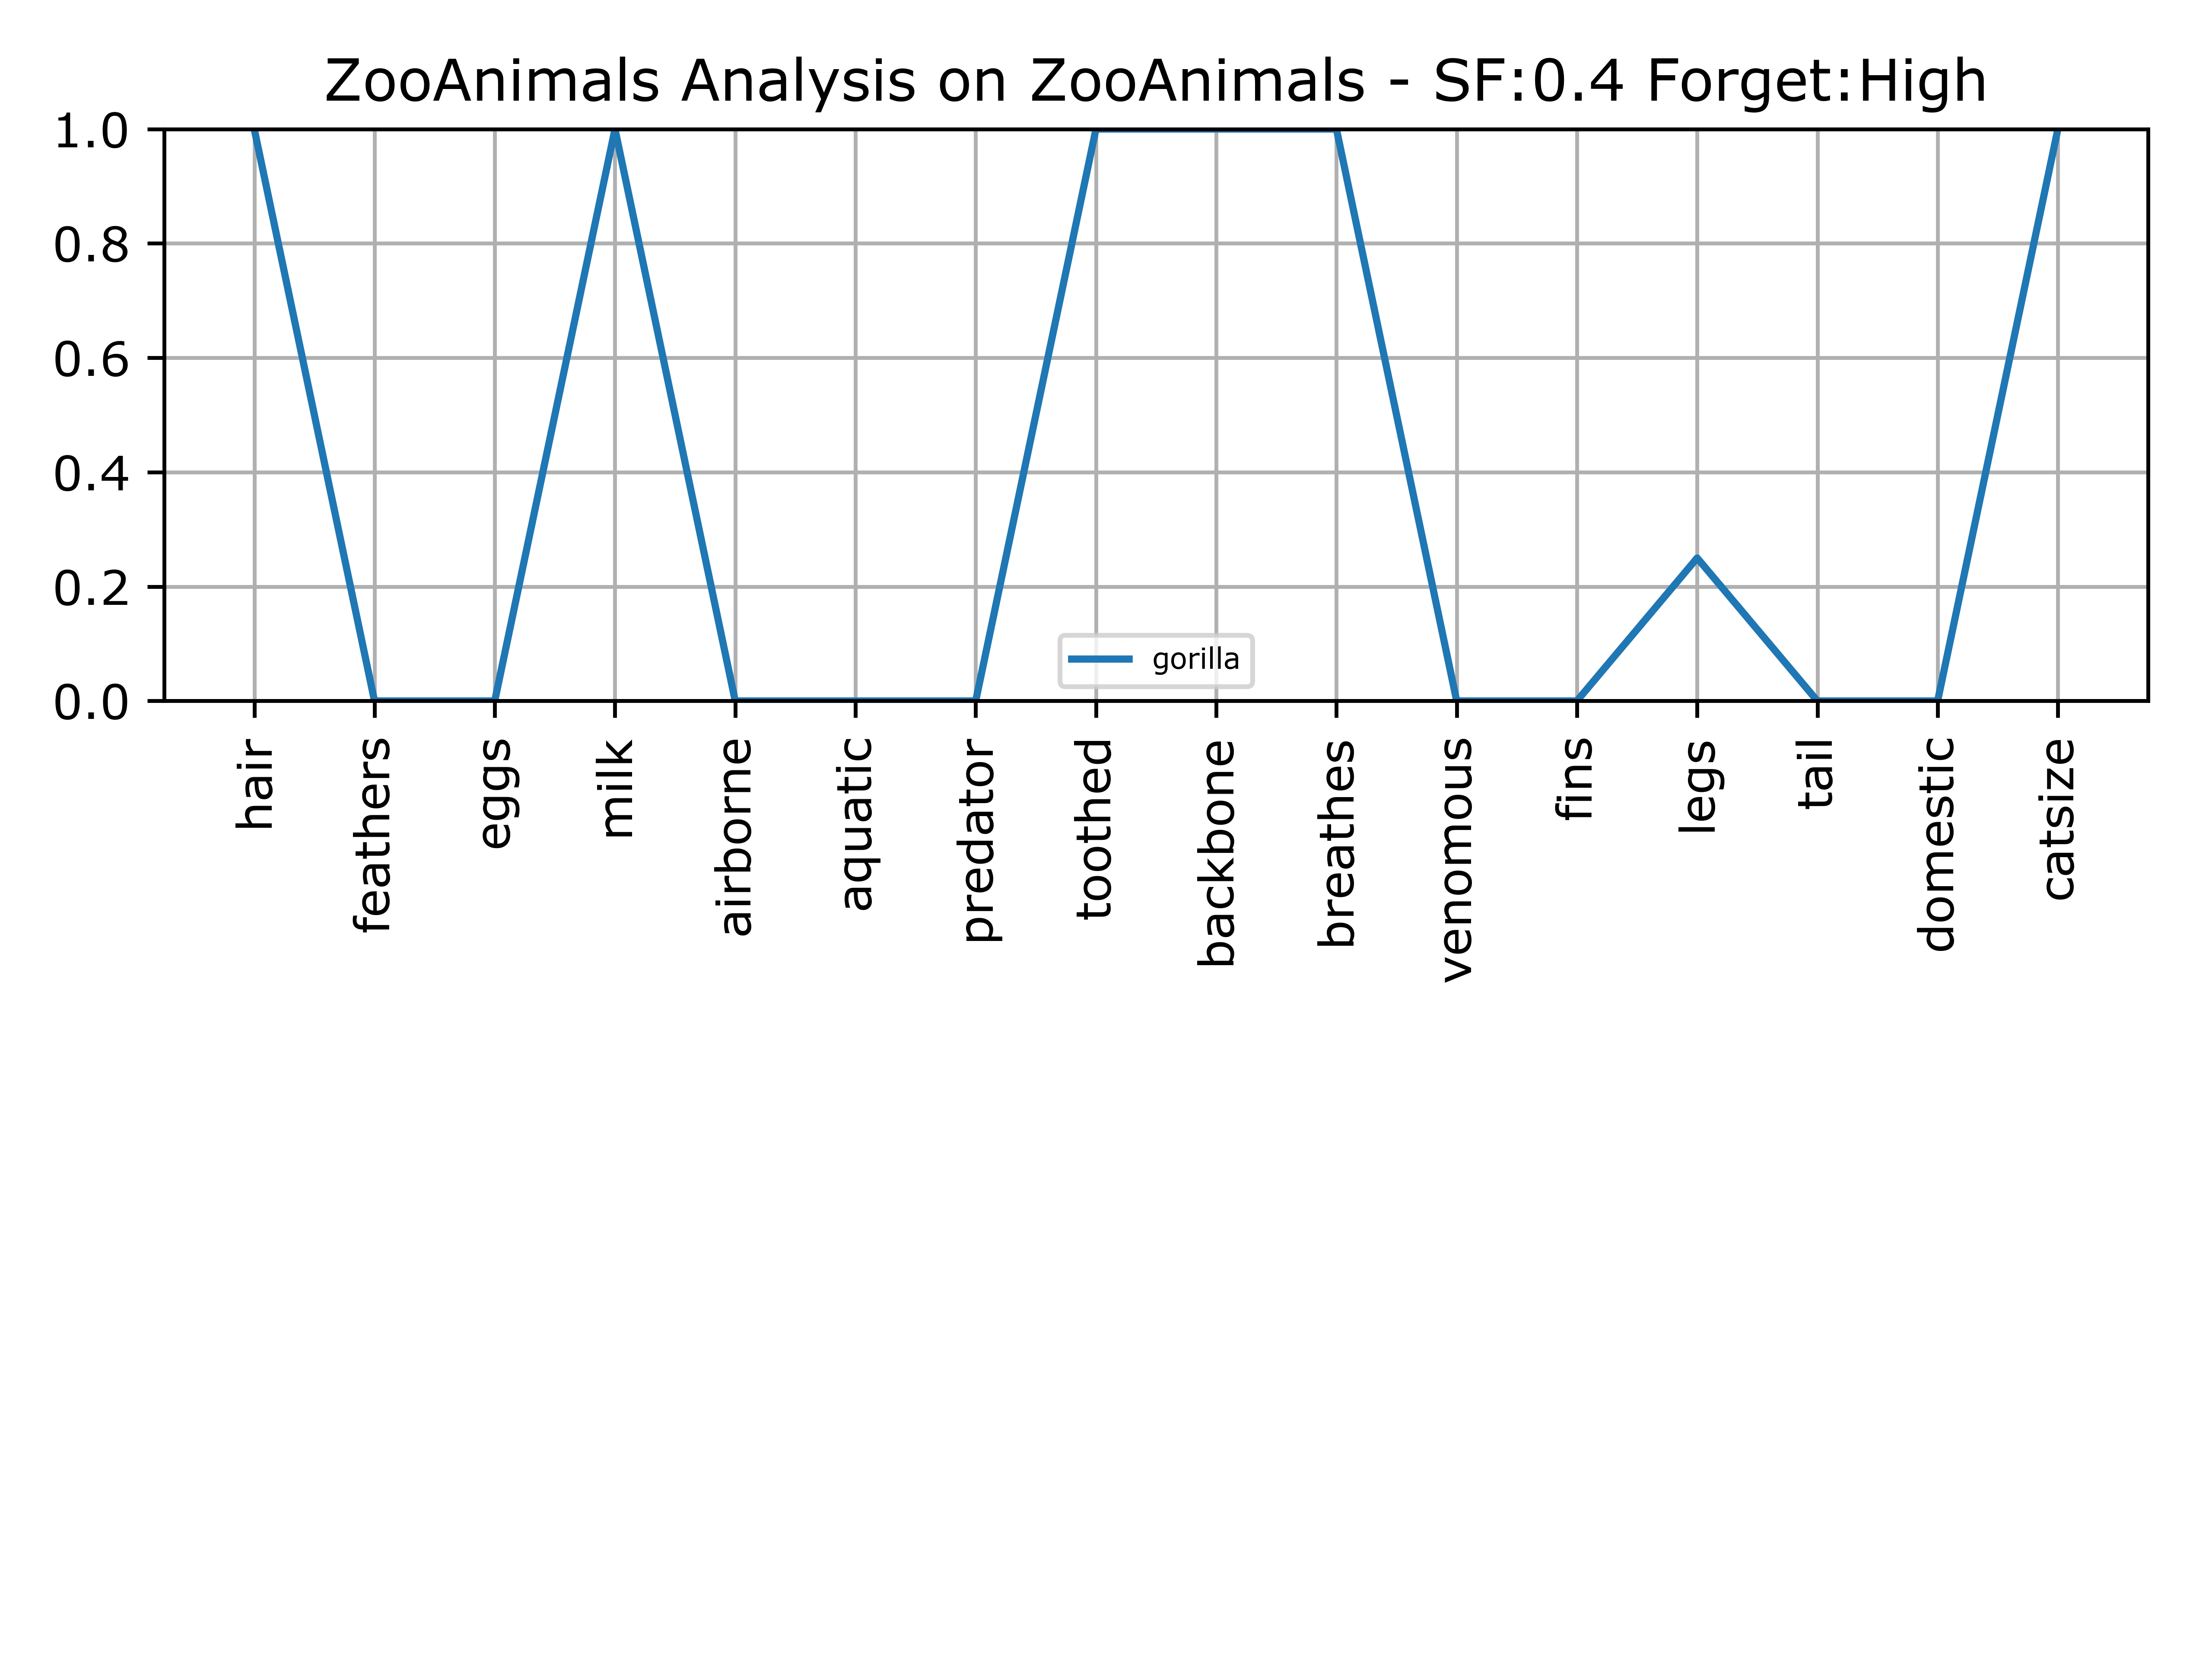 ZooAnimals Analysis on ZooAnimals - SF:0.4 Forget:High
1.0
0.8
0.6
0.4
0.2
0.0
gorilla
hair
feathers
eggs
milk
airborne
aquatic
predator
toothed
backbone
breathes
venomous
fins
legs
tail
domestic
catsize